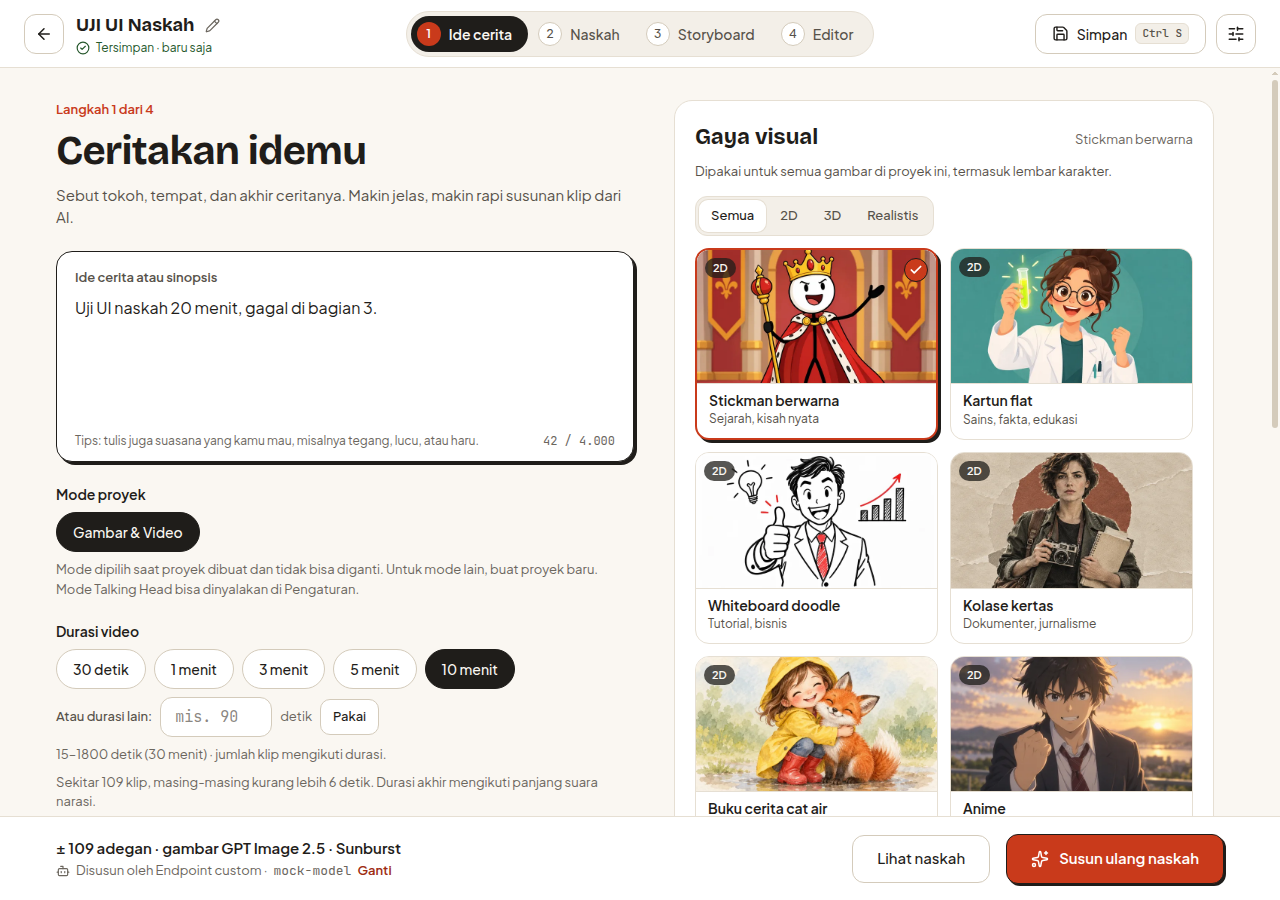 UJI UI Naskah
Tersimpan · baru saja
1 Ide cerita
2 Naskah
3 Storyboard
4 Editor
Simpan Ctrl S
Langkah 1 dari 4
Ceritakan idemu
Sebut tokoh, tempat, dan akhir ceritanya. Makin jelas, makin rapi susunan klip dari
AI.
Ide cerita atau sinopsis
Uji UI naskah 20 menit, gagal di bagian 3.
Tips: tulis juga suasana yang kamu mau, misalnya tegang, lucu, atau haru.
42 / 4.000
Mode proyek
Gambar & Video
Mode dipilih saat proyek dibuat dan tidak bisa diganti. Untuk mode lain, buat proyek baru.
Mode Talking Head bisa dinyalakan di Pengaturan.
Durasi video
30 detik
1 menit
3 menit
5 menit
10 menit
Atau durasi lain: mis. 90 detik Pakai
15–1800 detik (30 menit) · jumlah klip mengikuti durasi.
Sekitar 109 klip, masing-masing kurang lebih 6 detik. Durasi akhir mengikuti panjang suara
narasi.
Gaya visual
Stickman berwarna
Dipakai untuk semua gambar di proyek ini, termasuk lembar karakter.
Semua
2D
3D
Realistis
2D
Stickman berwarna
Sejarah, kisah nyata
2D
Kartun flat
Sains, fakta, edukasi
2D
Whiteboard doodle
Tutorial, bisnis
2D
Kolase kertas
Dokumenter, jurnalisme
2D
Buku cerita cat air
2D
Anime
± 109 adegan · gambar GPT Image 2.5 · Sunburst
Disusun oleh Endpoint custom · mock-model Ganti
Lihat naskah
Susun ulang naskah